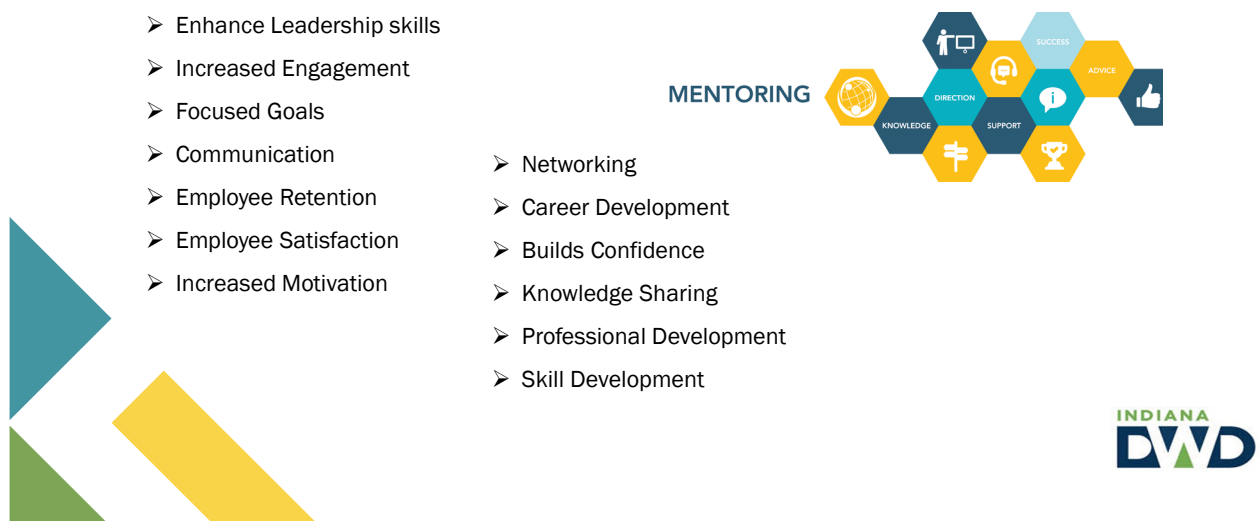 ➢ Enhance Leadership skills
➢ Increased Engagement
➢ Focused Goals
➢ Communication
➢ Employee Retention
➢ Employee Satisfaction
➢ Increased Motivation
➢ Networking
➢ Career Development
➢ Builds Confidence
➢ Knowledge Sharing
➢ Professional Development
➢ Skill Development
MENTORING
SUCCESS
ADVICE
DIRECTION
i
KNOWLEDGE
SUPPORT
INDIANA
DWD